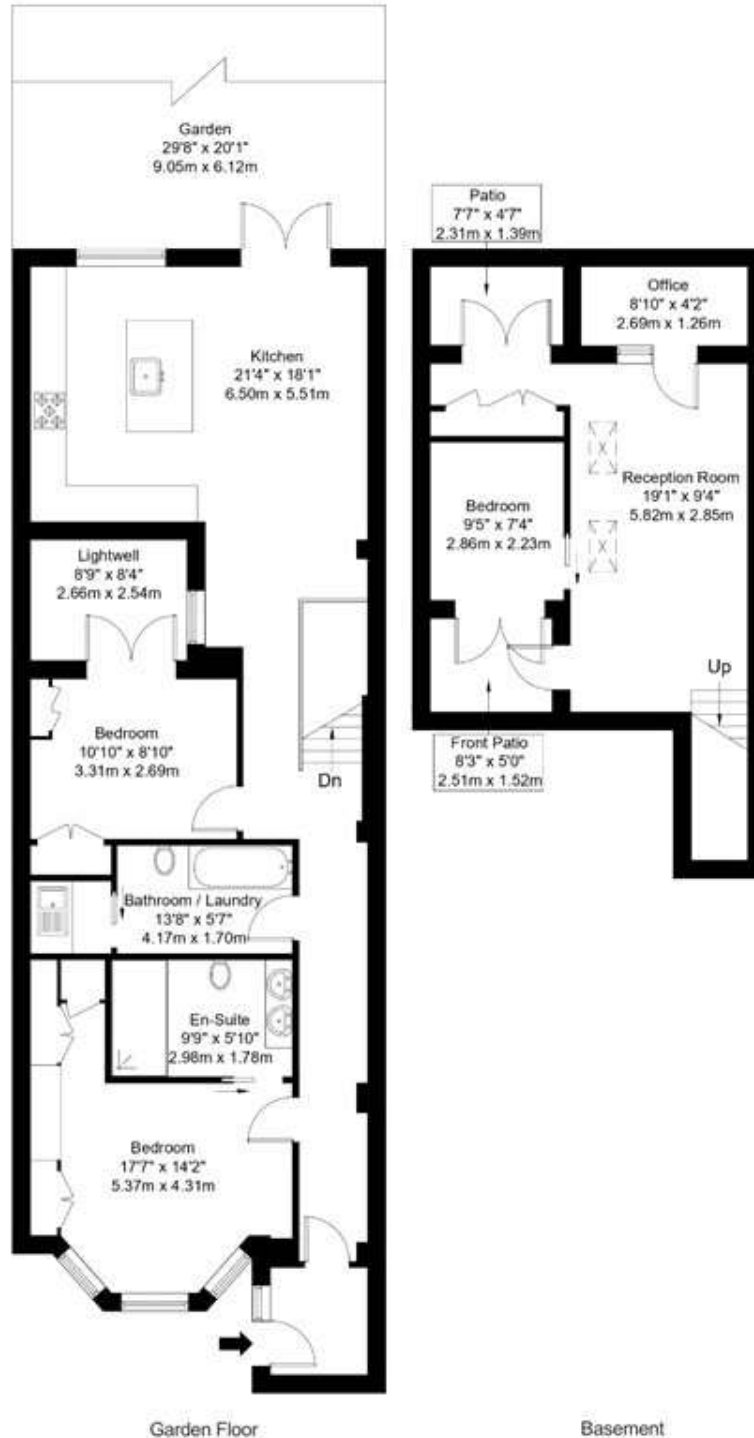 Garden
29'8" x 20'1"
9.05m x 6.12m
Kitchen
21'4" x 18'1"
6.50m x 5.51m
Lightwell
8'9" x 8'4"
2.66m x 2.54m
Bedroom
10'10" x 8'10"
3.31m x 2.69m
Dn
Bathroom / Laundry
13'8" x 5'7"
4.17m x 1.70m
En-Suite
9'9" x 5'10"
2.98m x 1.78m
Bedroom
17'7" x 14'2"
5.37m x 4.31m
Garden Floor
Patio
7'7" x 4'7"
2.31m x 1.39m
Office
8'10" x 4'2"
2.69m x 1.26m
Reception Room
19'1" x 9'4"
5.82m x 2.85m
Bedroom
9'5" x 7'4"
2.86m x 2.23m
Up
Front Patio
8'3" x 5'0"
2.51m x 1.52m
Basement